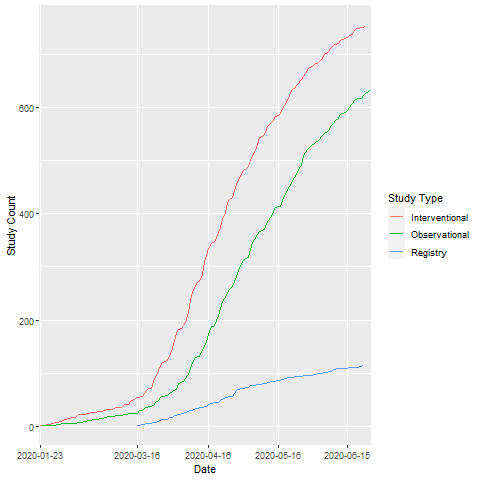 Study Count
600
400
200
0
2020-01-23
2020-03-16
2020-04-16
2020-05-16
2020-06-15
Date
Study Type
Interventional
Observational
Registry